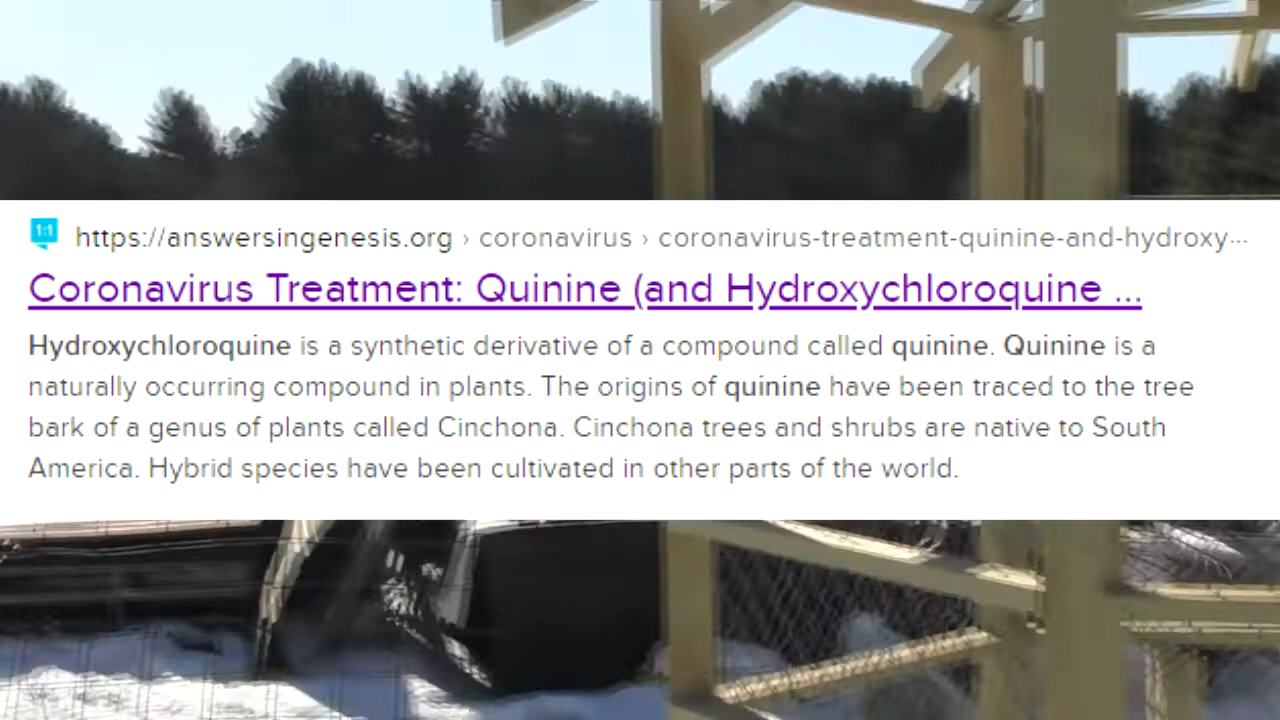 1:1 https://answersingenesis.org › coronavirus › coronavirus-treatment-quinine-and-hydroxy...
Coronavirus Treatment: Quinine (and Hydroxychloroquine ...
Hydroxychloroquine is a synthetic derivative of a compound called quinine. Quinine is a
naturally occurring compound in plants. The origins of quinine have been traced to the tree
bark of a genus of plants called Cinchona. Cinchona trees and shrubs are native to South
America. Hybrid species have been cultivated in other parts of the world.